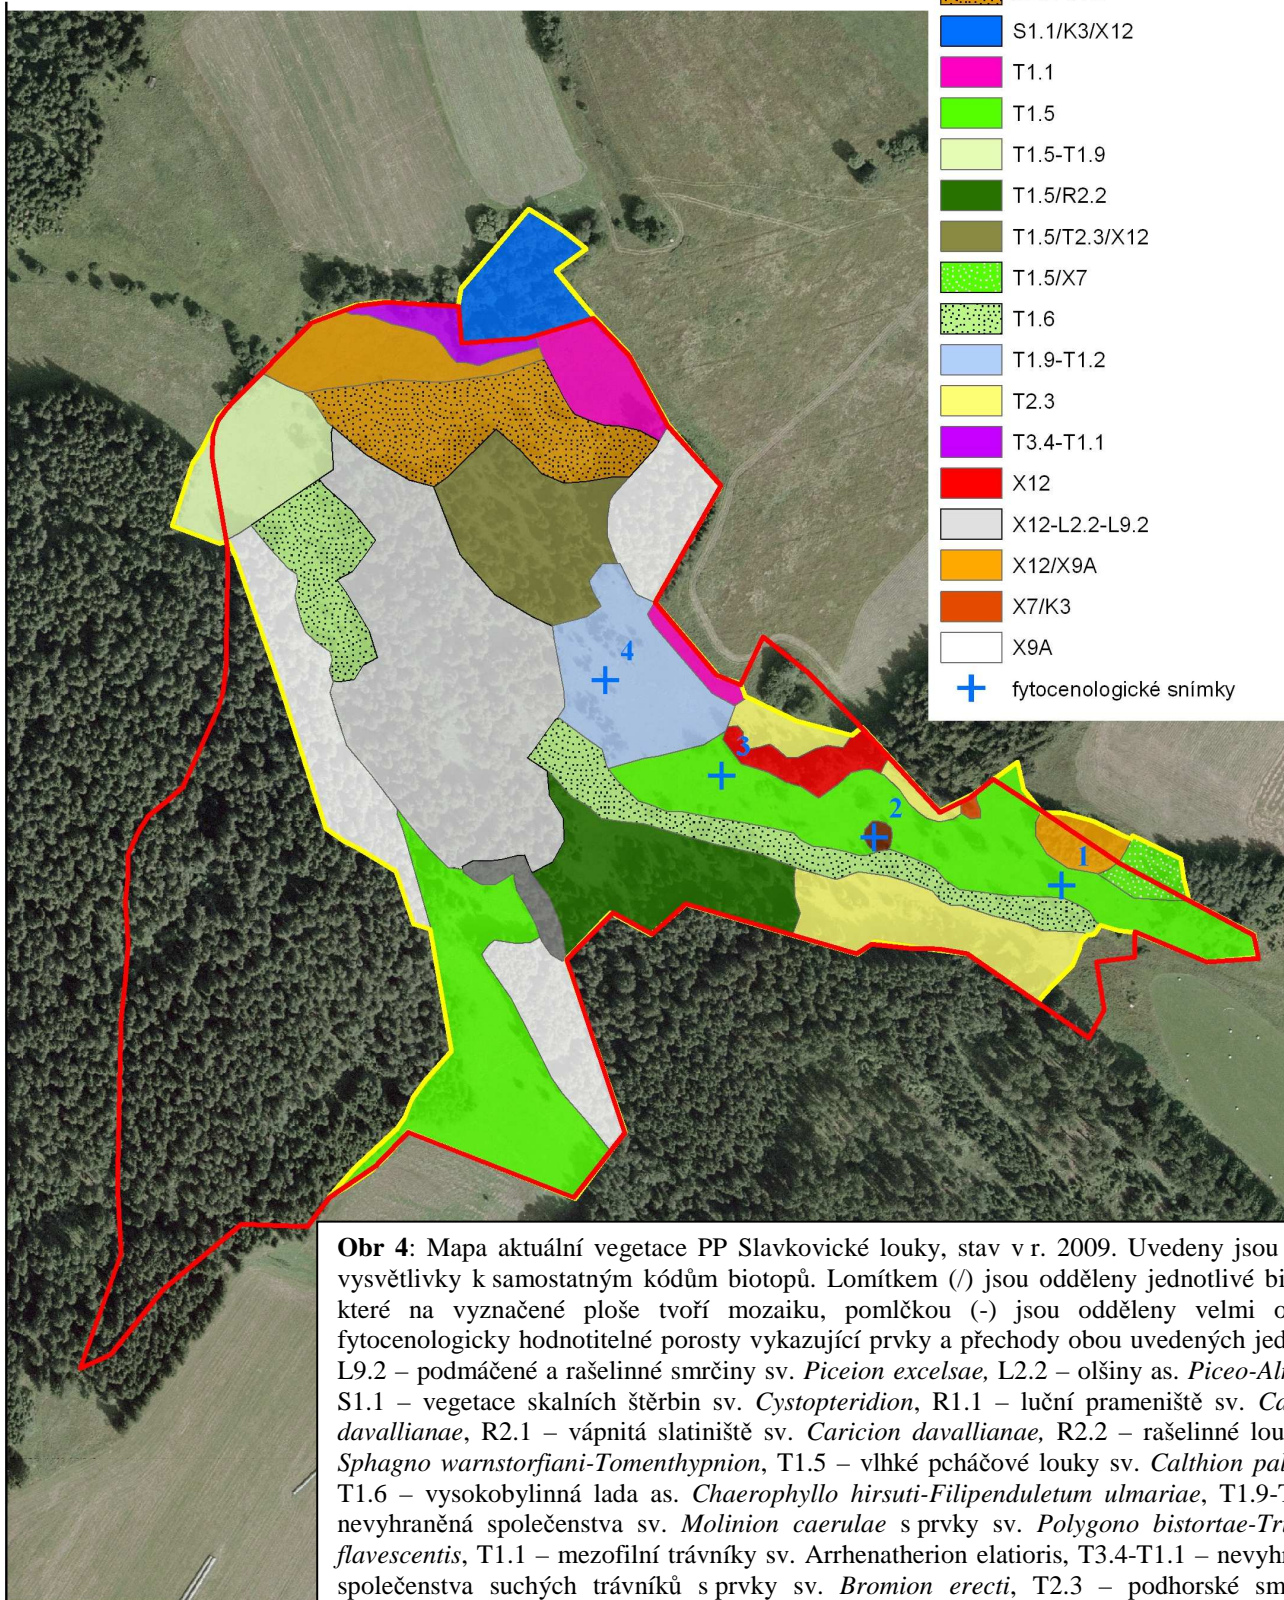 S1.1/K3/X12
T1.1
T1.5
T1.5-T1.9
T1.5/R2.2
T1.5/T2.3/X12
T1.5/X7
T1.6
T1.9-T1.2
T2.3
T3.4-T1.1
X12
X12-L2.2-L9.2
X12/X9A
X7/K3
X9A
fytocenologické snímky
4
3
2
1
Obr 4: Mapa aktuální vegetace PP Slavkovické louky, stav v r. 2009. Uvedeny jsou
vysvětlivky k samostatným kódům biotopů. Lomítkem (/) jsou odděleny jednotlivé bi
které na vyznačené ploše tvoří mozaiku, pomlčkou (-) jsou odděleny velmi o
fytocenologicky hodnotitelné porosty vykazující prvky a přechody obou uvedených jed
L9.2 – podmáčené a rašelinné smrčiny sv. Piceion excelsae, L2.2 – olšiny as. Piceo-Al
S1.1 – vegetace skalních štěrbin sv. Cystopteridion, R1.1 – luční prameniště sv. Ca
davallianae, R2.1 – vápnitá slatiniště sv. Caricion davallianae, R2.2 – rašelinné lou
Sphagno warnstorfiani-Tomenthypnion, T1.5 – vlhké pcháčové louky sv. Calthion pal
T1.6 – vysokobylinná lada as. Chaerophyllo hirsuti-Filipenduletum ulmariae, T1.9-T
nevyhraněná společenstva sv. Molinion caerulae s prvky sv. Polygono bistortae-Tr
flavescentis, T1.1 – mezofilní trávníky sv. Arrhenatherion elatioris, T3.4-T1.1 – nevyh
společenstva suchých trávníků s prvky sv. Bromion erecti, T2.3 – podhorské sm